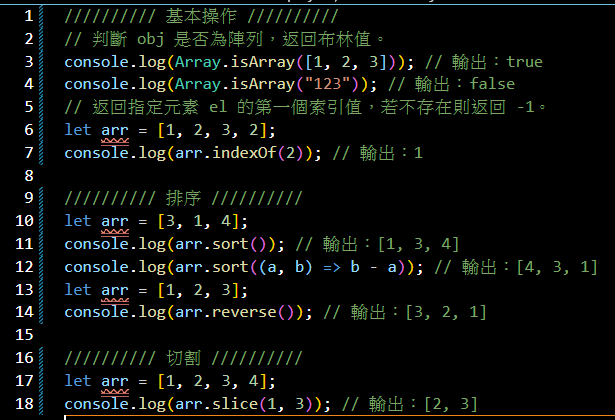 1 ////////// 基本操作 //////////
2 // 判斷 obj 是否為陣列，返回布林值。
3 console.log(Array.isArray([1, 2, 3])); // 輸出：true
4 console.log(Array.isArray("123")); // 輸出：false
5 // 返回指定元素 el 的第一個索引值，若不存在則返回 -1。
6 let arr = [1, 2, 3, 2];
7 console.log(arr.indexOf(2)); // 輸出：1
8
9 ////////// 排序 //////////
10 let arr = [3, 1, 4];
11 console.log(arr.sort()); // 輸出：[1, 3, 4]
12 console.log(arr.sort((a, b) => b - a)); // 輸出：[4, 3, 1]
13 let arr = [1, 2, 3];
14 console.log(arr.reverse()); // 輸出：[3, 2, 1]
15
16 ////////// 切割 //////////
17 let arr = [1, 2, 3, 4];
18 console.log(arr.slice(1, 3)); // 輸出：[2, 3]